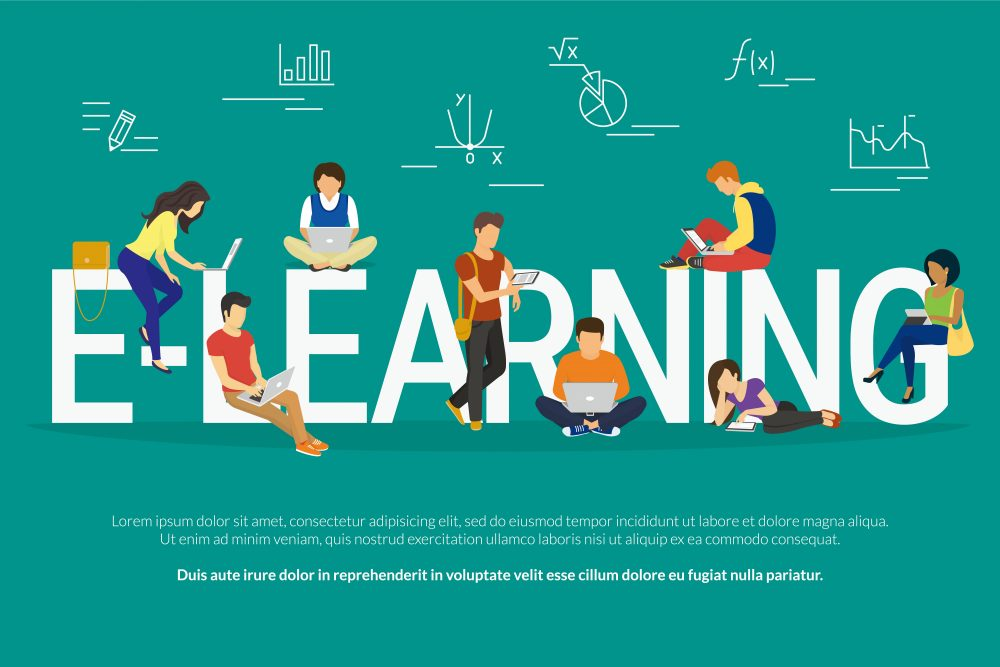 √x
f(x)
y
0 x
E-LEARNING
Lorem ipsum dolor sit amet, consectetur adipisicing elit, sed do eiusmod tempor incididunt ut labore et dolore magna aliqua.
Ut enim ad minim veniam, quis nostrud exercitation ullamco laboris nisi ut aliquip ex ea commodo consequat.
Duis aute irure dolor in reprehenderit in voluptate velit esse cillum dolore eu fugiat nulla pariatur.